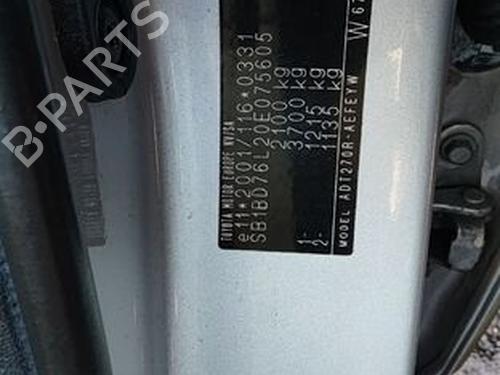 TOYOTA MOTOR EUROPE NV/SA
e11*2001/116*0331
SB1BD76L20E075605
2100 kg
3700 kg
1- 1215 kg
2- 1135 kg
MODEL ADT270R-AEFEYW
W
B-PARTS